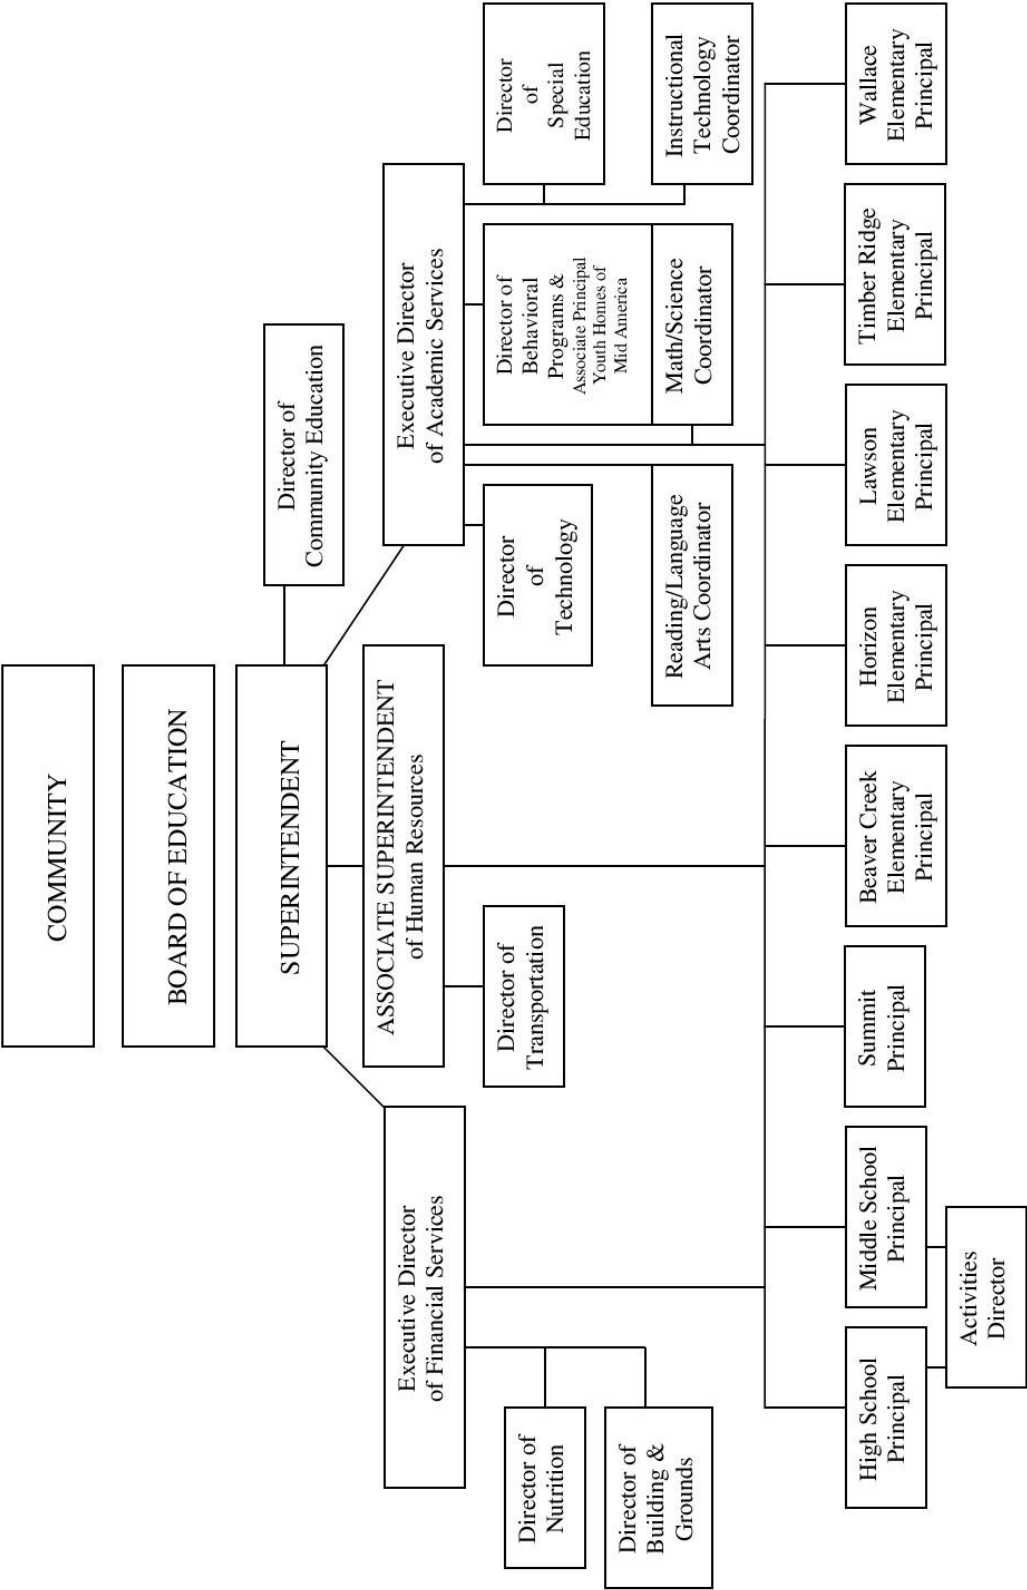 COMMUNITY
BOARD OF EDUCATION
SUPERINTENDENT
Director of
Community Education
ASSOCIATE SUPERINTENDENT
of Human Resources
Executive Director
of Financial Services
Executive Director
of Academic Services
Director of
Nutrition
Director of
Building &
Grounds
Director of
Transportation
Director
of
Technology
Director of
Behavioral
Programs &
Associate Principal
Youth Homes of
Mid America
Director
of
Special
Education
Reading/Language
Arts Coordinator
Math/Science
Coordinator
Instructional
Technology
Coordinator
High School
Principal
Middle School
Principal
Summit
Principal
Beaver Creek
Elementary
Principal
Horizon
Elementary
Principal
Lawson
Elementary
Principal
Timber Ridge
Elementary
Principal
Wallace
Elementary
Principal
Activities
Director